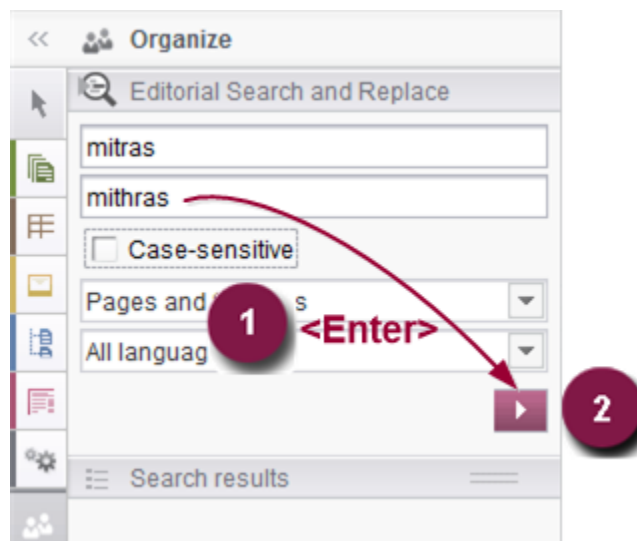 Organize
Editorial Search and Replace
mitras
mithras
Case-sensitive
Pages and
1
<Enter>
All languag
2
Search results